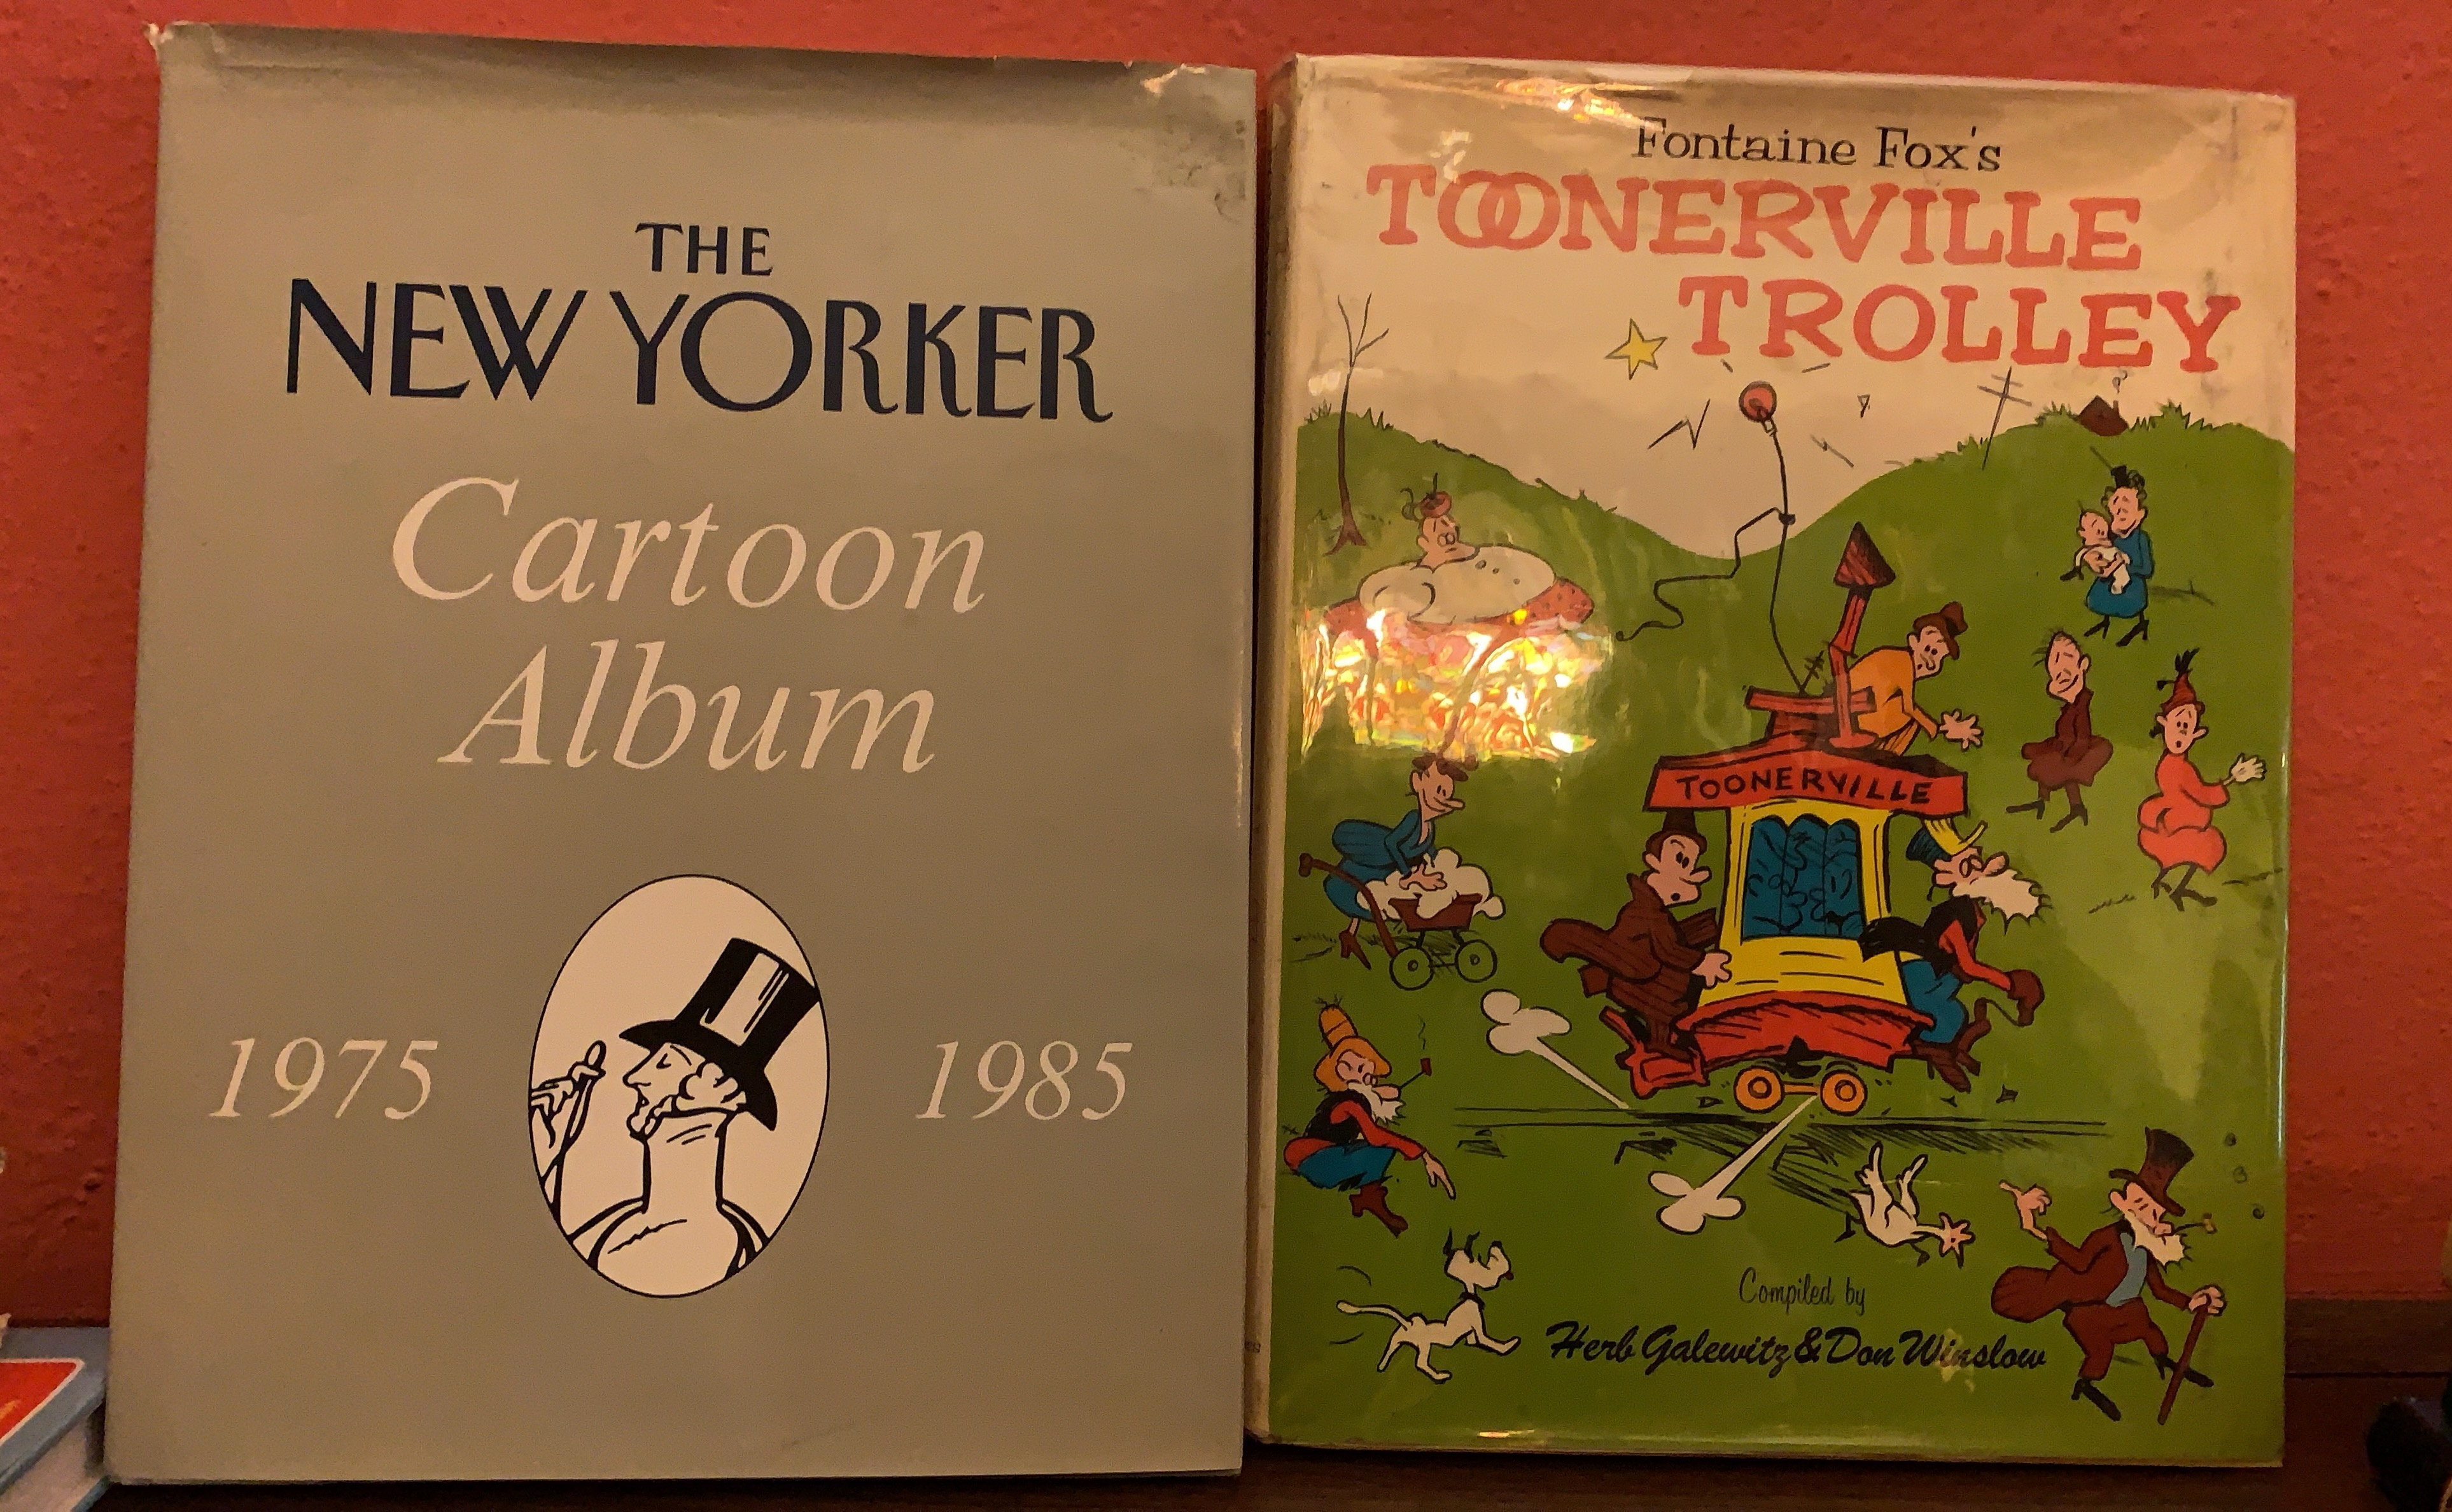 THE
NEW YORKER
Cartoon
Album
1975 1985
Fontaine Fox's
TOONERVILLE
TROLLEY
TOONERVILLE
Compiled by
Herb Galewitz & Don Winslow